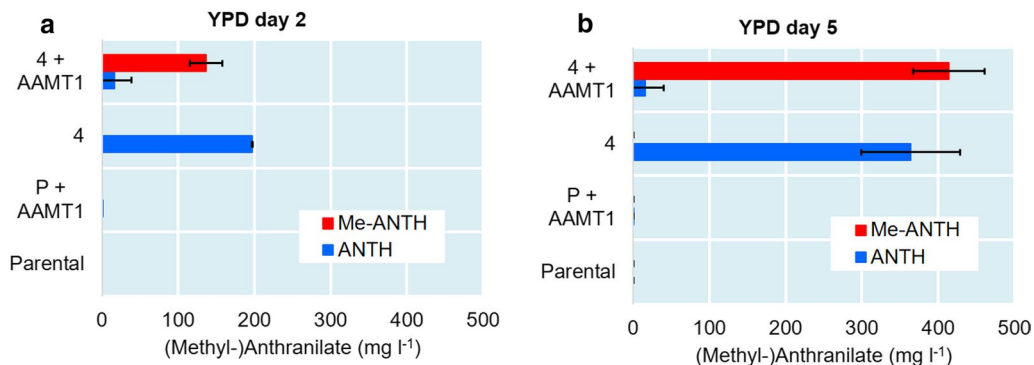 a
YPD day 2
4 +
AAMT1
4
P +
AAMT1
Parental
Me-ANTH
ANTH
0 100 200 300 400 500
(Methyl-)Anthranilate (mg l⁻¹)
b
YPD day 5
4 +
AAMT1
4
P +
AAMT1
Parental
Me-ANTH
ANTH
0 100 200 300 400 500
(Methyl-)Anthranilate (mg l⁻¹)